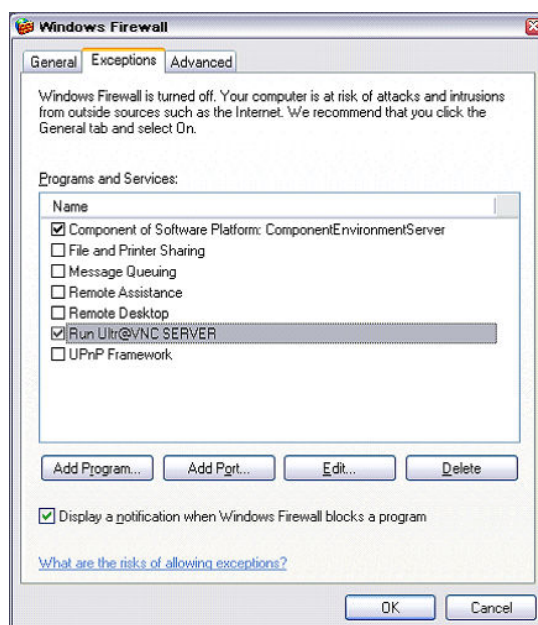 Windows Firewall
General
Exceptions
Advanced
Windows Firewall is turned off. Your computer is at risk of attacks and intrusions
from outside sources such as the Internet. We recommend that you click the
General tab and select On.
Programs and Services:
Name
Component of Software Platform: ComponentEnvironmentServer
File and Printer Sharing
Message Queuing
Remote Assistance
Remote Desktop
Run Ultr@VNC SERVER
UPnP Framework
Add Program...
Add Port...
Edit...
Delete
Display a notification when Windows Firewall blocks a program
What are the risks of allowing exceptions?
OK
Cancel